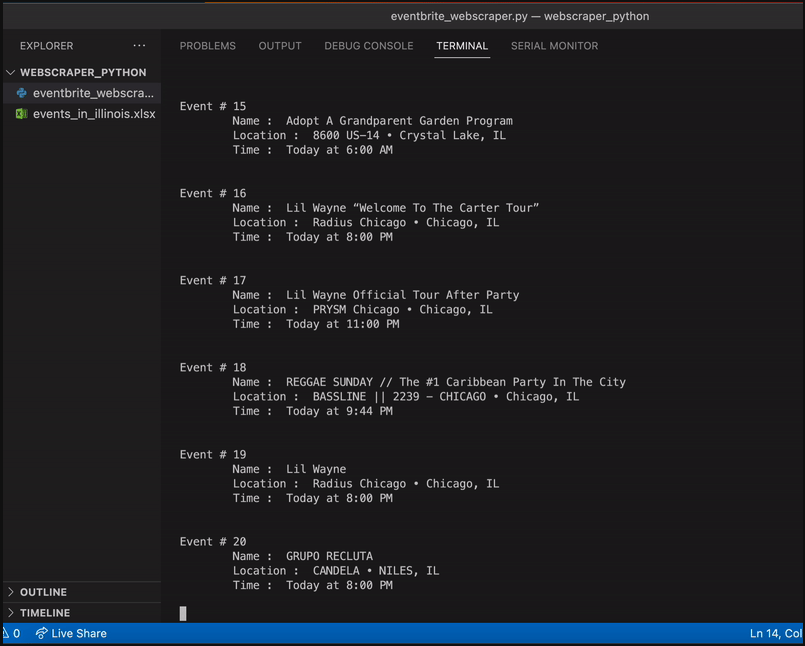 eventbrite_webscraper.py — webscraper_python
EXPLORER ...
PROBLEMS OUTPUT DEBUG CONSOLE TERMINAL SERIAL MONITOR
WEBSCRAPER_PYTHON
eventbrite_webscra...
events_in_illinois.xlsx
Event # 15
Name : Adopt A Grandparent Garden Program
Location : 8600 US-14 • Crystal Lake, IL
Time : Today at 6:00 AM
Event # 16
Name : Lil Wayne “Welcome To The Carter Tour”
Location : Radius Chicago • Chicago, IL
Time : Today at 8:00 PM
Event # 17
Name : Lil Wayne Official Tour After Party
Location : PRYSM Chicago • Chicago, IL
Time : Today at 11:00 PM
Event # 18
Name : REGGAE SUNDAY // The #1 Caribbean Party In The City
Location : BASSLINE || 2239 - CHICAGO • Chicago, IL
Time : Today at 9:44 PM
Event # 19
Name : Lil Wayne
Location : Radius Chicago • Chicago, IL
Time : Today at 8:00 PM
Event # 20
Name : GRUPO RECLUTA
Location : CANDELA • NILES, IL
Time : Today at 8:00 PM
OUTLINE
TIMELINE
0 Live Share
Ln 14, Col